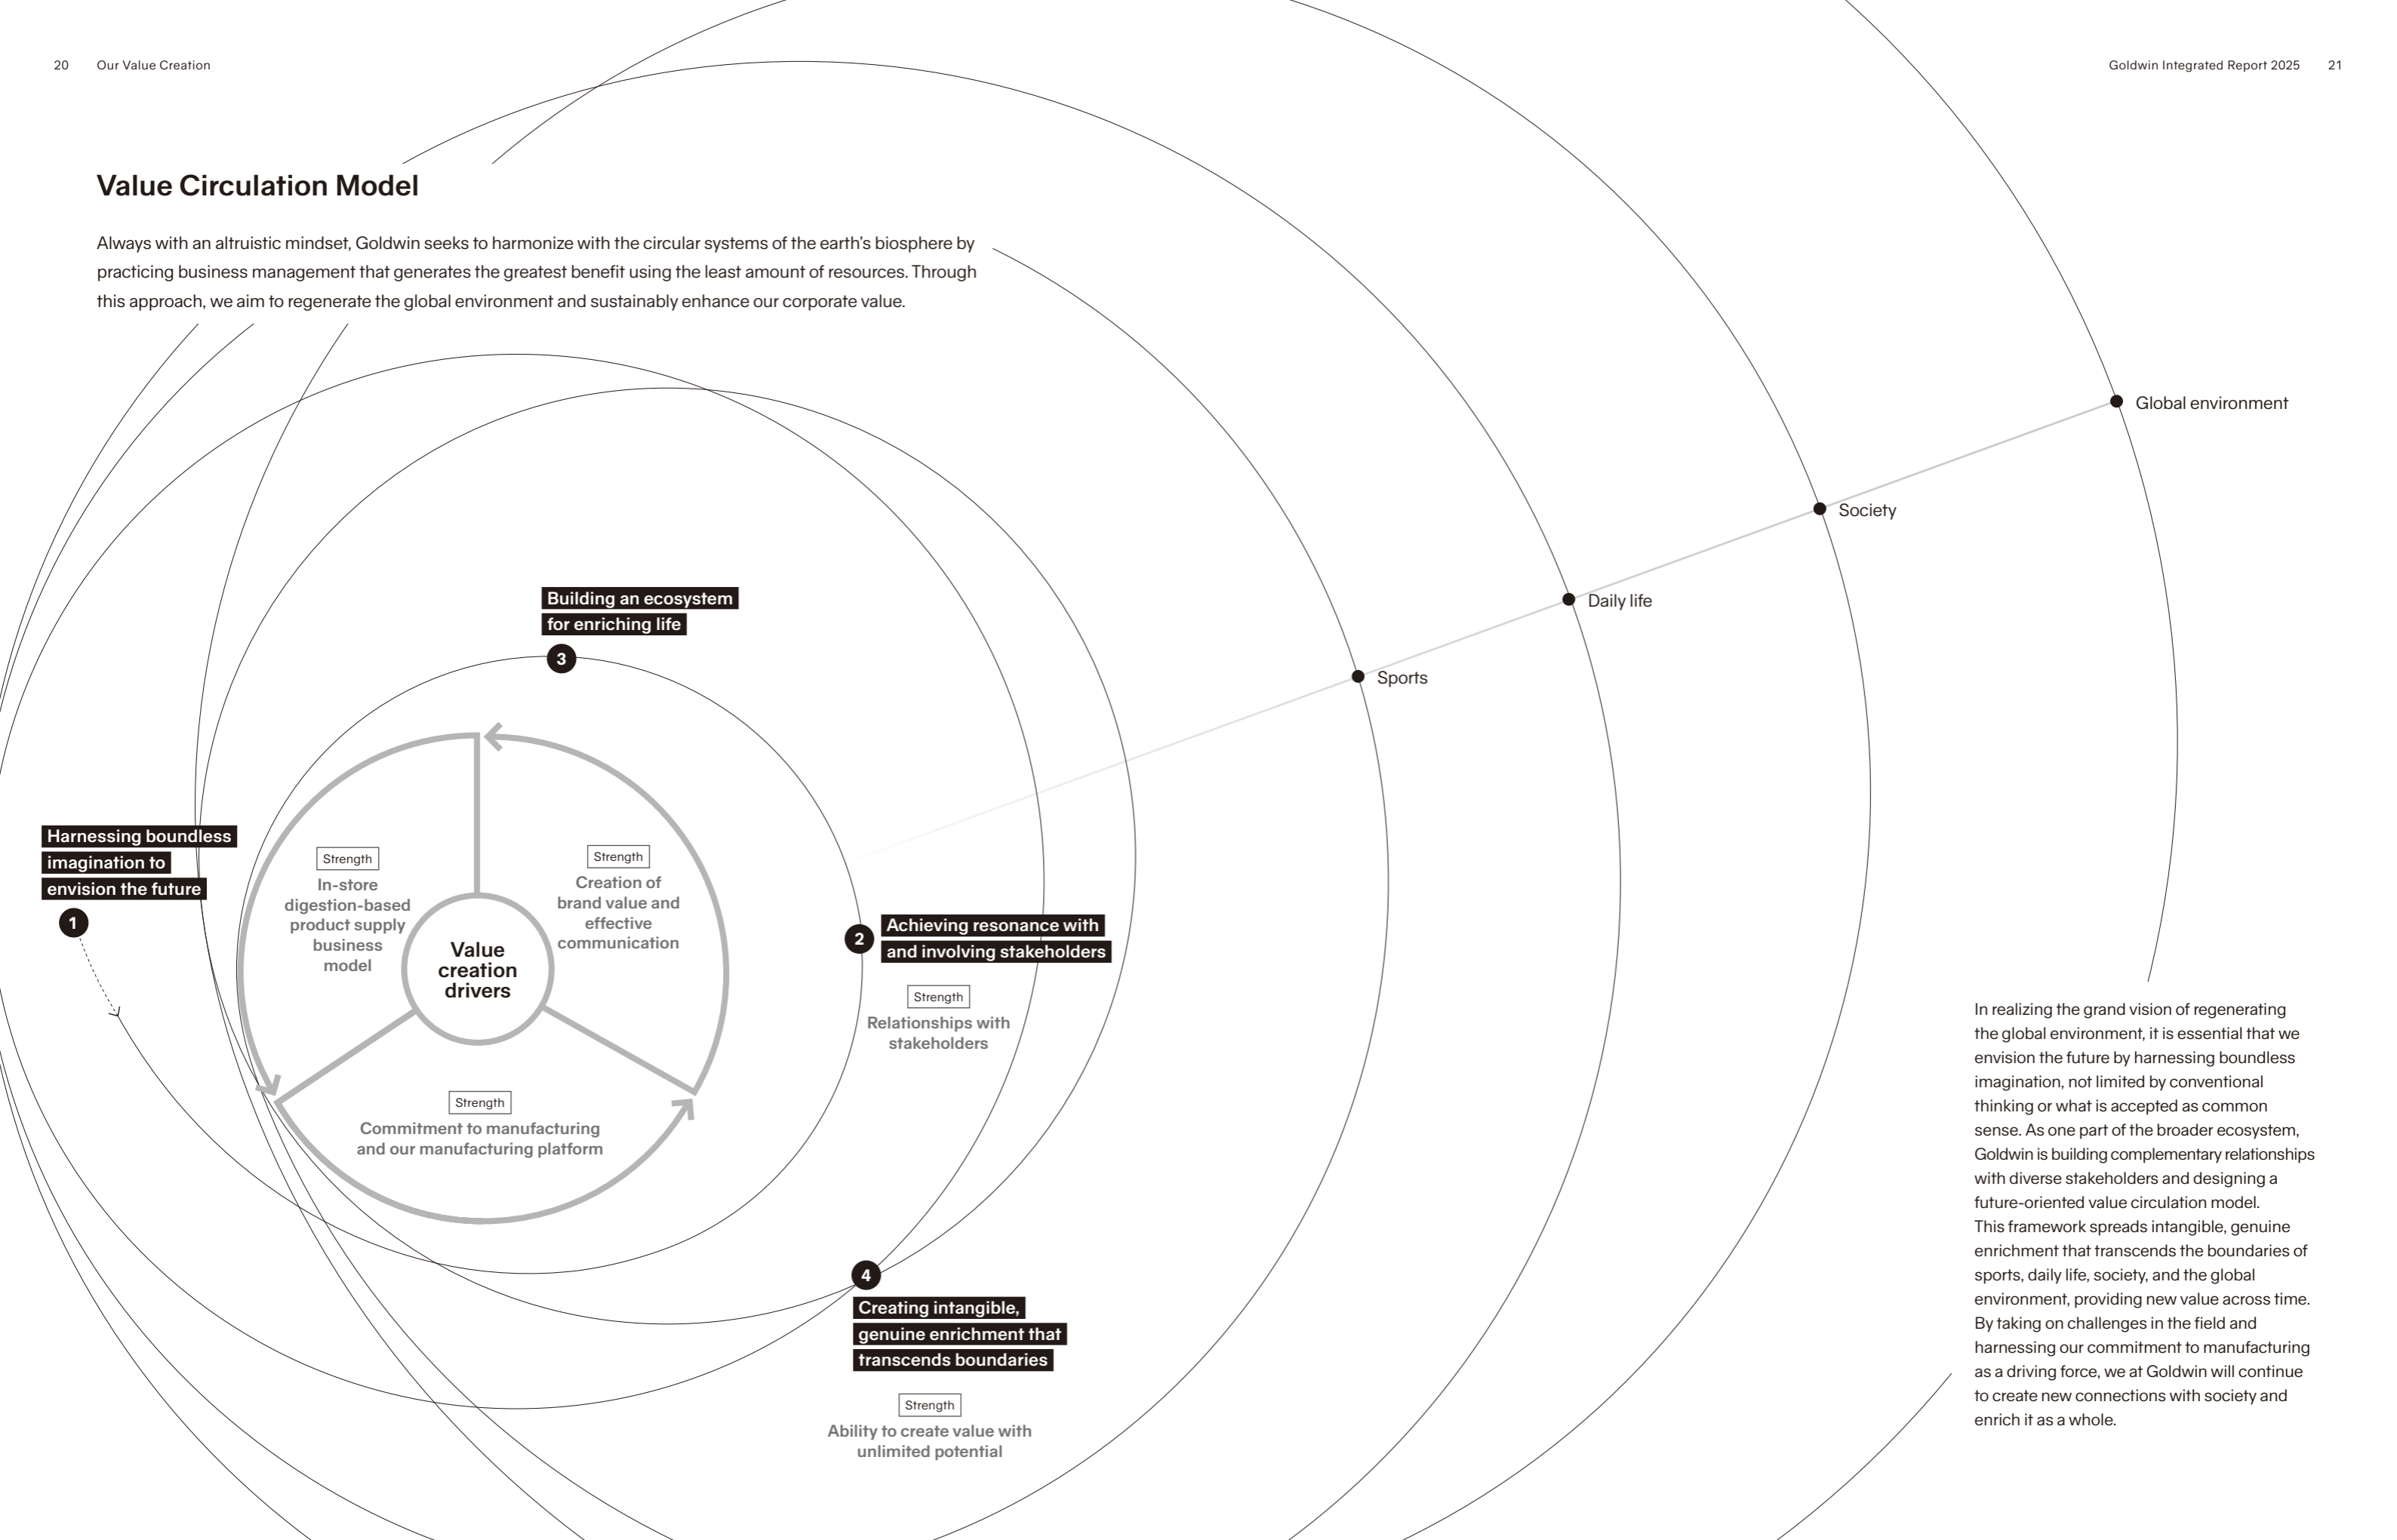 20 Our Value Creation
Goldwin Integrated Report 2025 21
Value Circulation Model
Always with an altruistic mindset, Goldwin seeks to harmonize with the circular systems of the earth's biosphere by
practicing business management that generates the greatest benefit using the least amount of resources. Through
this approach, we aim to regenerate the global environment and sustainably enhance our corporate value.
Global environment
Society
Daily life
Sports
Building an ecosystem
for enriching life
3
Harnessing boundless
imagination to
envision the future
1
Strength
In-store
digestion-based
product supply
business
model
Strength
Creation of
brand value and
effective
communication
Value
creation
drivers
Strength
Commitment to manufacturing
and our manufacturing platform
2
Achieving resonance with
and involving stakeholders
Strength
Relationships with
stakeholders
4
Creating intangible,
genuine enrichment that
transcends boundaries
Strength
Ability to create value with
unlimited potential
In realizing the grand vision of regenerating
the global environment, it is essential that we
envision the future by harnessing boundless
imagination, not limited by conventional
thinking or what is accepted as common
sense. As one part of the broader ecosystem,
Goldwin is building complementary relationships
with diverse stakeholders and designing a
future-oriented value circulation model.
This framework spreads intangible, genuine
enrichment that transcends the boundaries of
sports, daily life, society, and the global
environment, providing new value across time.
By taking on challenges in the field and
harnessing our commitment to manufacturing
as a driving force, we at Goldwin will continue
to create new connections with society and
enrich it as a whole.